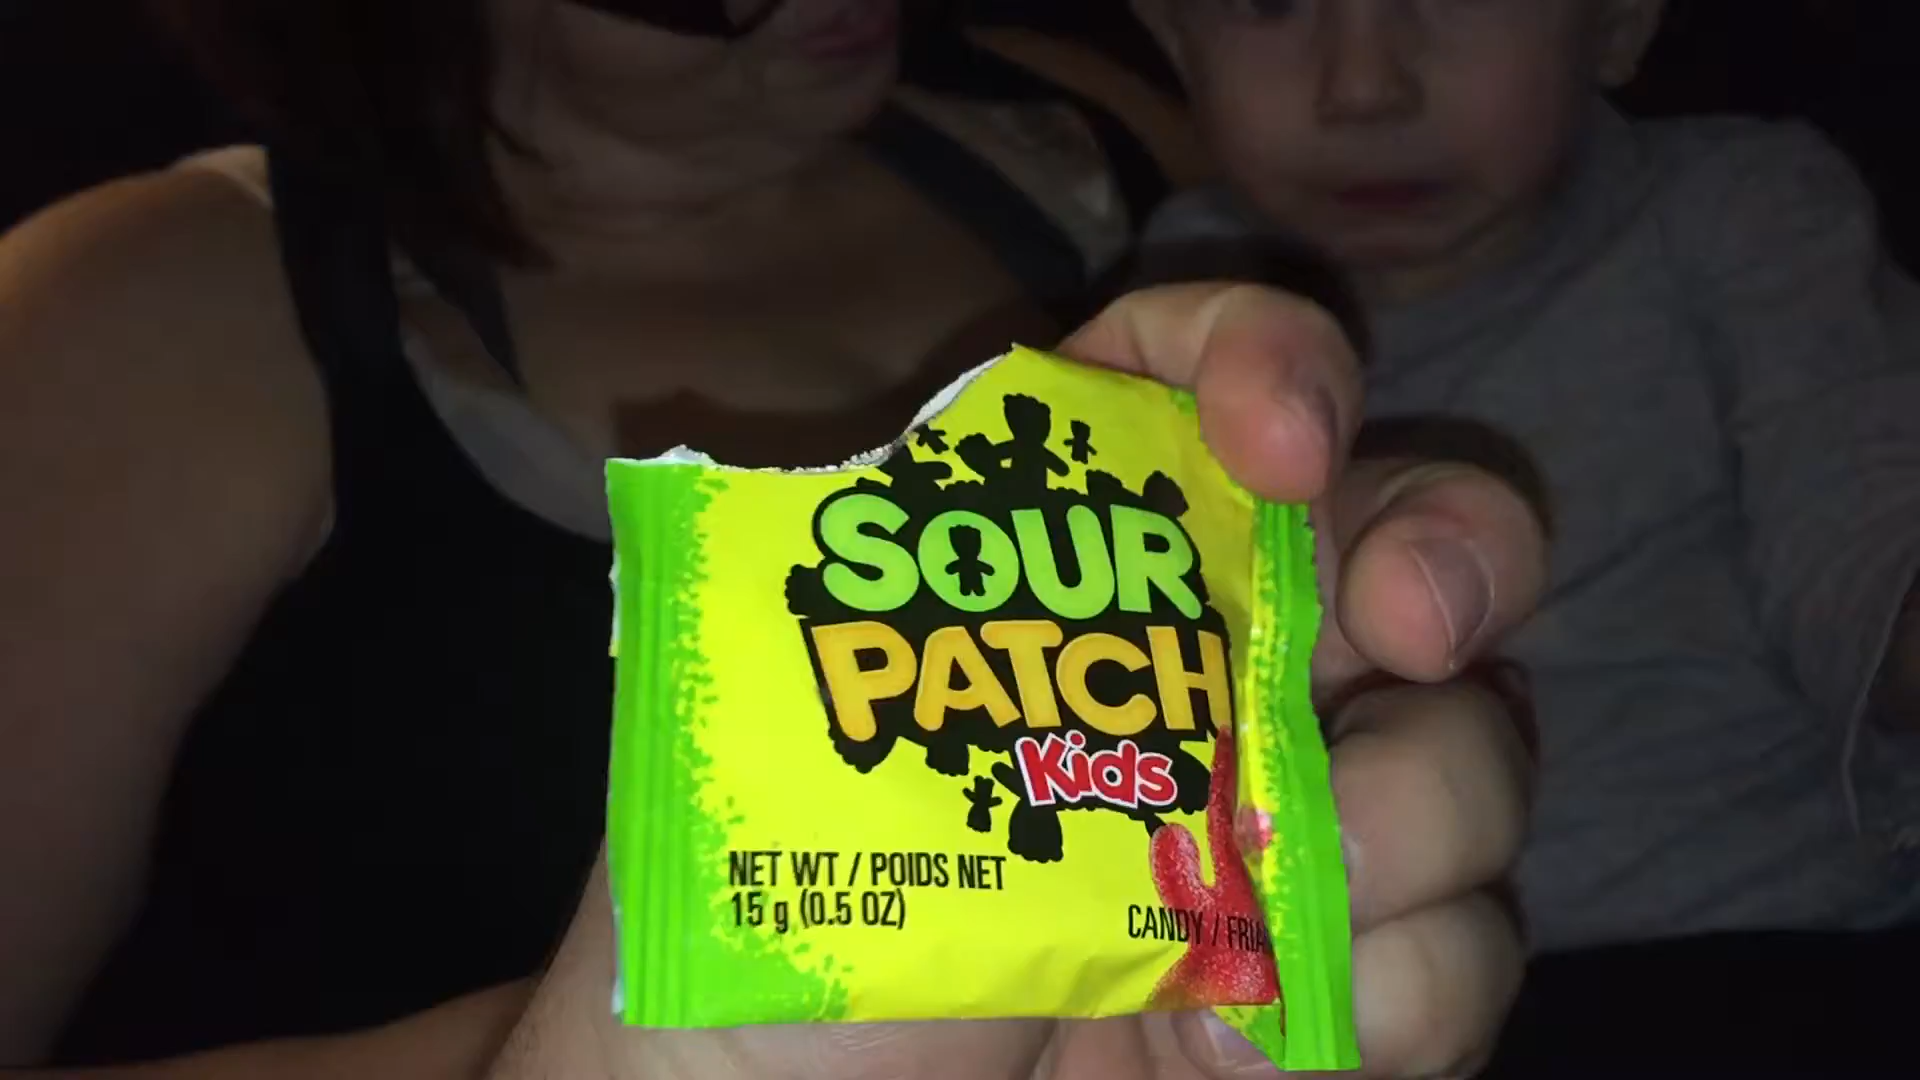 SOUR
PATCH
Kids
NET WT / POIDS NET
15 g (0.5 OZ)
CANDY /